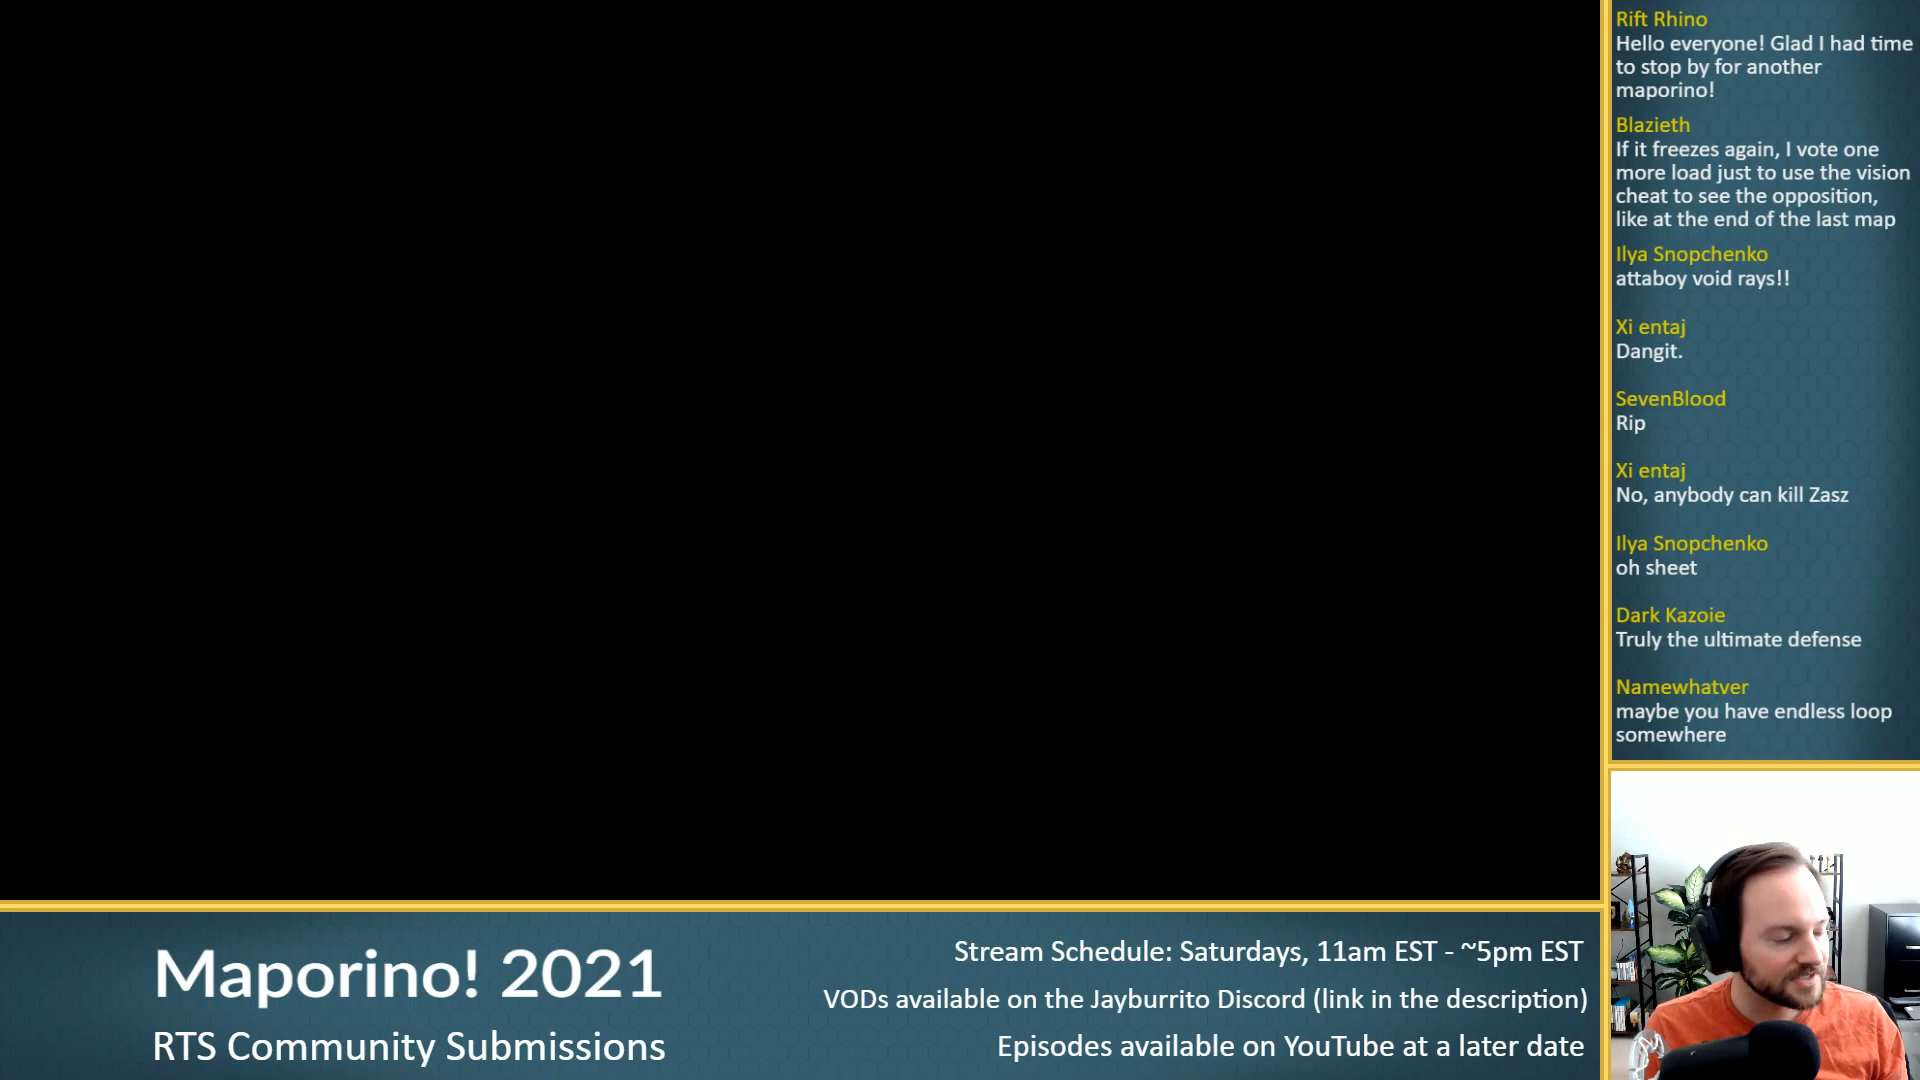 Rift Rhino
Hello everyone! Glad I had time
to stop by for another
maporino!
Blazieth
If it freezes again, I vote one
more load just to use the vision
cheat to see the opposition,
like at the end of the last map
Ilya Snopchenko
attaboy void rays!!
Xi entaj
Dangit.
SevenBlood
Rip
Xi entaj
No, anybody can kill Zasz
Ilya Snopchenko
oh sheet
Dark Kazoie
Truly the ultimate defense
Namewhatver
maybe you have endless loop
somewhere
Maporino! 2021
RTS Community Submissions
Stream Schedule: Saturdays, 11am EST - ~5pm EST
VODs available on the Jayburrito Discord (link in the description)
Episodes available on YouTube at a later date